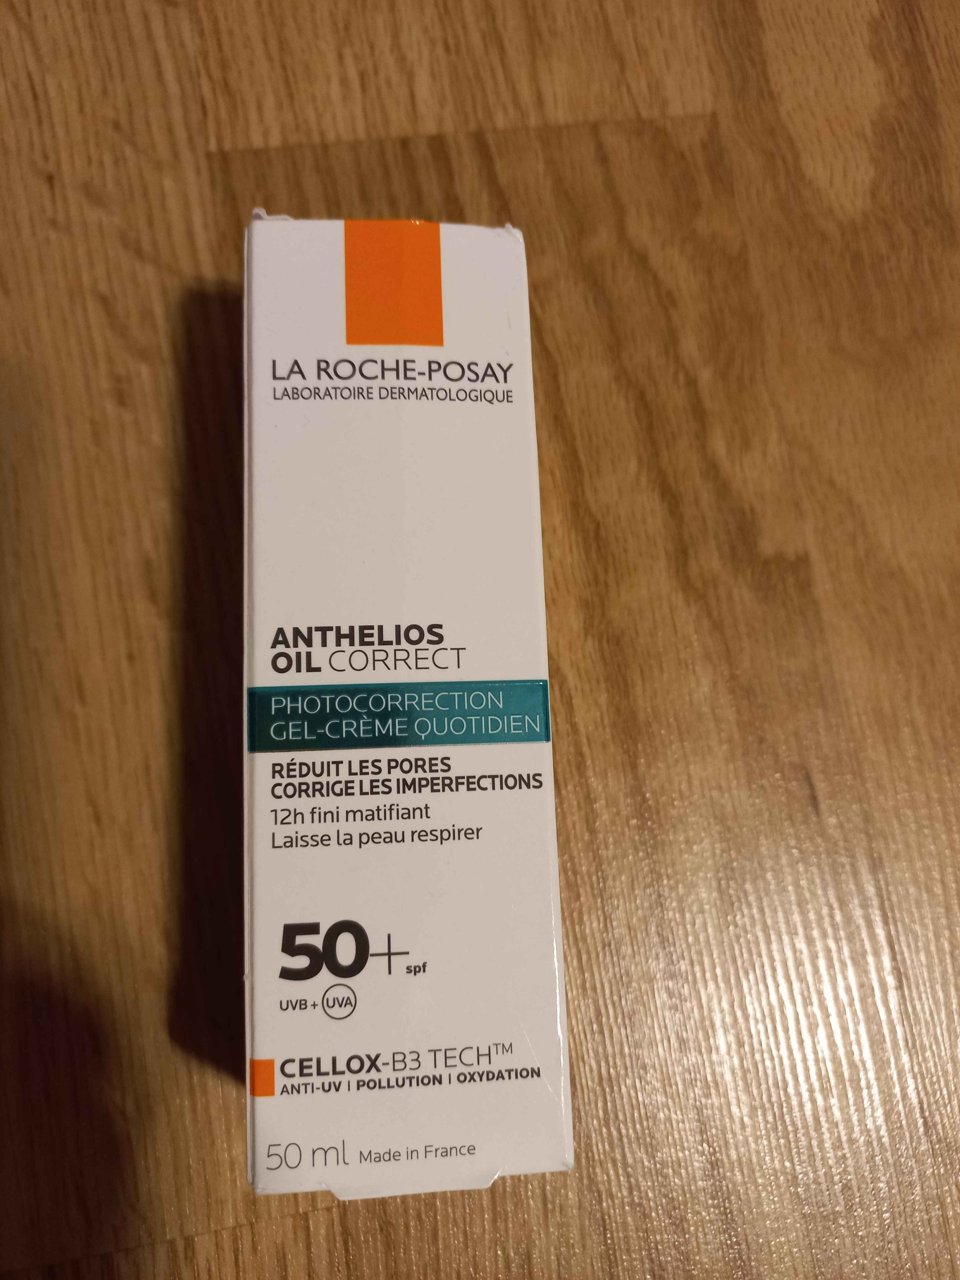 LA ROCHE-POSAY
LABORATOIRE DERMATOLOGIQUE
ANTHELIOS
OIL CORRECT
PHOTOCORRECTION
GEL-CRÈME QUOTIDIEN
RÉDUIT LES PORES
CORRIGE LES IMPERFECTIONS
12h fini matifiant
Laisse la peau respirer
50+ spf
UVB + UVA
CELLOX-B3 TECH™
ANTI-UV | POLLUTION | OXYDATION
50 ml Made in France